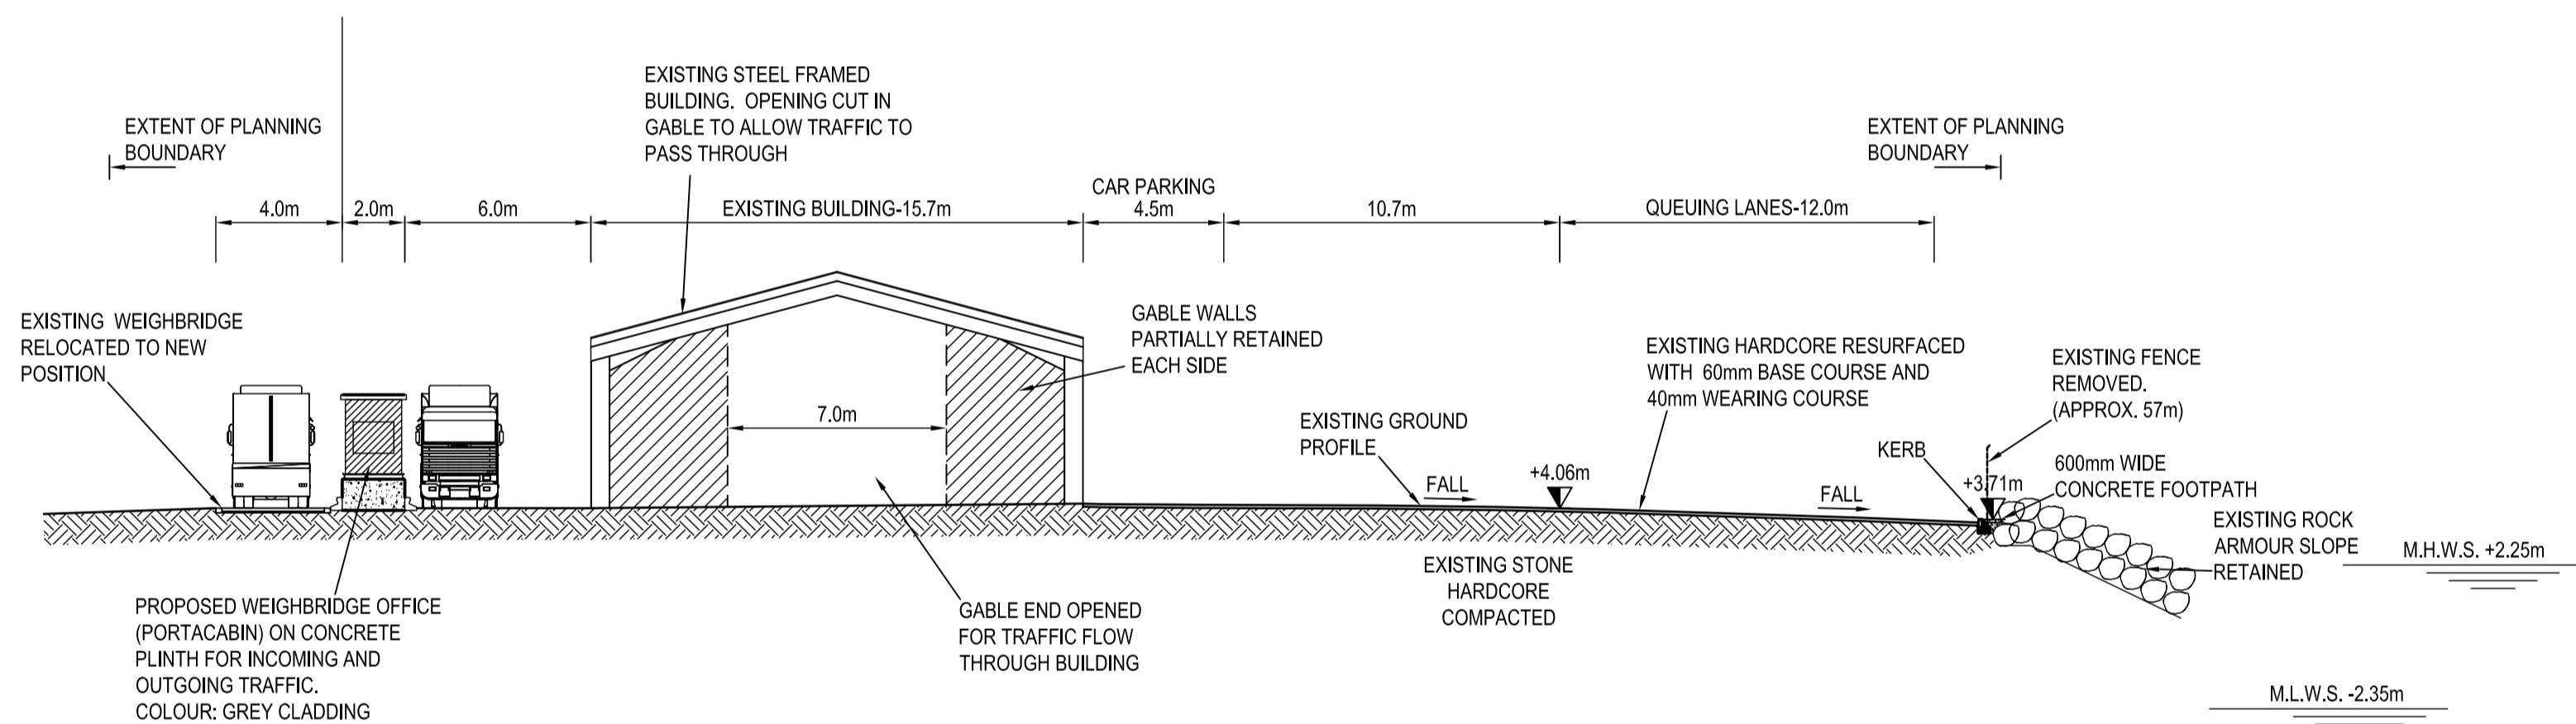 EXTENT OF PLANNING
BOUNDARY
EXISTING STEEL FRAMED
BUILDING.  OPENING CUT IN
GABLE TO ALLOW TRAFFIC TO
PASS THROUGH
EXTENT OF PLANNING
BOUNDARY
4.0m
2.0m
6.0m
EXISTING BUILDING-15.7m
CAR PARKING
4.5m
10.7m
QUEUING LANES-12.0m
EXISTING  WEIGHBRIDGE
RELOCATED TO NEW
POSITION
GABLE WALLS
PARTIALLY RETAINED
EACH SIDE
7.0m
EXISTING HARDCORE RESURFACED
WITH  60mm BASE COURSE AND
40mm WEARING COURSE
EXISTING FENCE
REMOVED.
(APPROX. 57m)
EXISTING GROUND
PROFILE
FALL
+4.06m
FALL
KERB
+3.71m
600mm WIDE
CONCRETE FOOTPATH
EXISTING ROCK
ARMOUR SLOPE
RETAINED
M.H.W.S. +2.25m
EXISTING STONE
HARDCORE
COMPACTED
GABLE END OPENED
FOR TRAFFIC FLOW
THROUGH BUILDING
PROPOSED WEIGHBRIDGE OFFICE
(PORTACABIN) ON CONCRETE
PLINTH FOR INCOMING AND
OUTGOING TRAFFIC.
COLOUR: GREY CLADDING
M.L.W.S. -2.35m